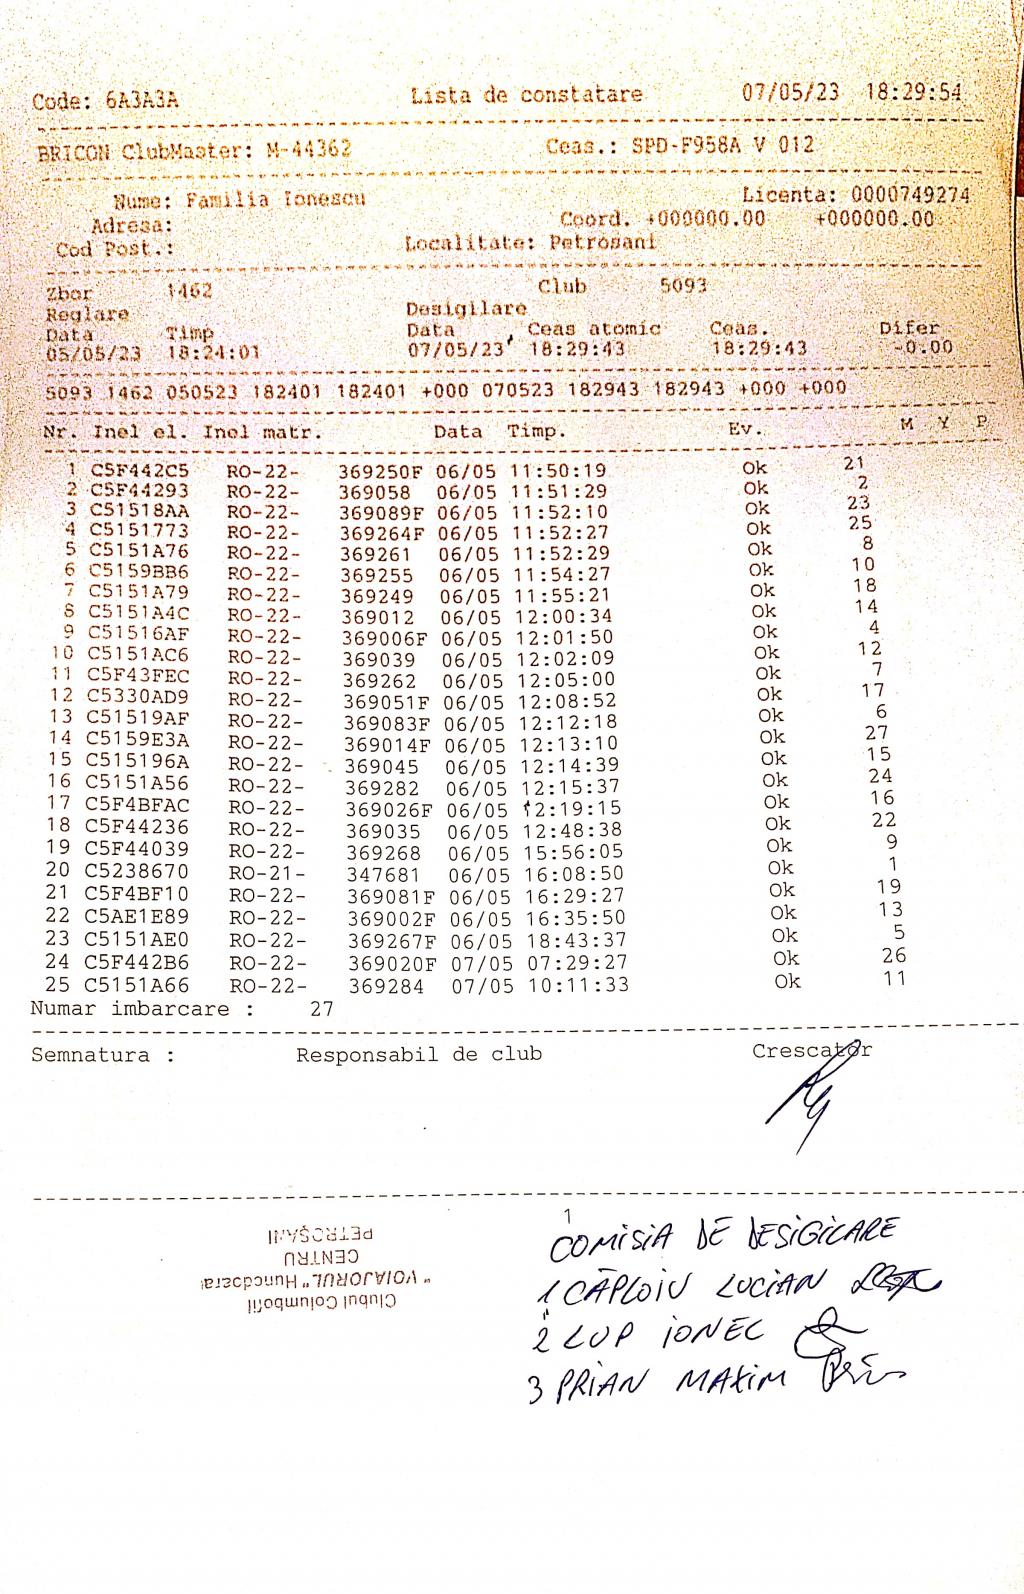 Code: 6A3A3A Lista de constatare 07/05/23 18:29:54
BRICON ClubMaster: M-44362 Ceas.: SPD-F958A V 012
Nume: Familia Ionescu Licenta: 0000749274
Adresa: Coord. +000000.00 +000000.00
Cod Post.: Localitate: Petrosani
Zbor 1462 Club 5093
Reglare Desigilare
Data Timp Data Ceas atomic Ceas. Difer
05/05/23 18:24:01 07/05/23 18:29:43 18:29:43 -0.00
5093 1462 050523 182401 182401 +000 070523 182943 182943 +000 +000
Nr. Inel el. Inel matr. Data Timp. Ev. M Y P
1 C5F442C5 RO-22- 369250F 06/05 11:50:19 Ok 21
2 C5F44293 RO-22- 369058 06/05 11:51:29 Ok 2
3 C51518AA RO-22- 369089F 06/05 11:52:10 Ok 23
4 C5151773 RO-22- 369264F 06/05 11:52:27 Ok 25
5 C5151A76 RO-22- 369261 06/05 11:52:29 Ok 8
6 C5159BB6 RO-22- 369255 06/05 11:54:27 Ok 10
7 C5151A79 RO-22- 369249 06/05 11:55:21 Ok 18
8 C5151A4C RO-22- 369012 06/05 12:00:34 Ok 14
9 C51516AF RO-22- 369006F 06/05 12:01:50 Ok 4
10 C5151AC6 RO-22- 369039 06/05 12:02:09 Ok 12
11 C5F43FEC RO-22- 369262 06/05 12:05:00 Ok 7
12 C5330AD9 RO-22- 369051F 06/05 12:08:52 Ok 17
13 C51519AF RO-22- 369083F 06/05 12:12:18 Ok 6
14 C5159E3A RO-22- 369014F 06/05 12:13:10 Ok 27
15 C515196A RO-22- 369045 06/05 12:14:39 Ok 15
16 C5151A56 RO-22- 369282 06/05 12:15:37 Ok 24
17 C5F4BFAC RO-22- 369026F 06/05 12:19:15 Ok 16
18 C5F44236 RO-22- 369035 06/05 12:48:38 Ok 22
19 C5F44039 RO-22- 369268 06/05 15:56:05 Ok 9
20 C5238670 RO-21- 347681 06/05 16:08:50 Ok 1
21 C5F4BF10 RO-22- 369081F 06/05 16:29:27 Ok 19
22 C5AE1E89 RO-22- 369002F 06/05 16:35:50 Ok 13
23 C5151AE0 RO-22- 369267F 06/05 18:43:37 Ok 5
24 C5F442B6 RO-22- 369020F 07/05 07:29:27 Ok 26
25 C5151A66 RO-22- 369284 07/05 10:11:33 Ok 11
Numar imbarcare : 27
Semnatura : Responsabil de club Crescator
1
COMISIA DE DESIGILARE
1 CĂPLOIU LUCIAN
2 LUP IONEL
3 PRIAN MAXIM
Clubul Columbofil
"VOIAJORUL" Hunedoara
CENTRU
PETROȘANI